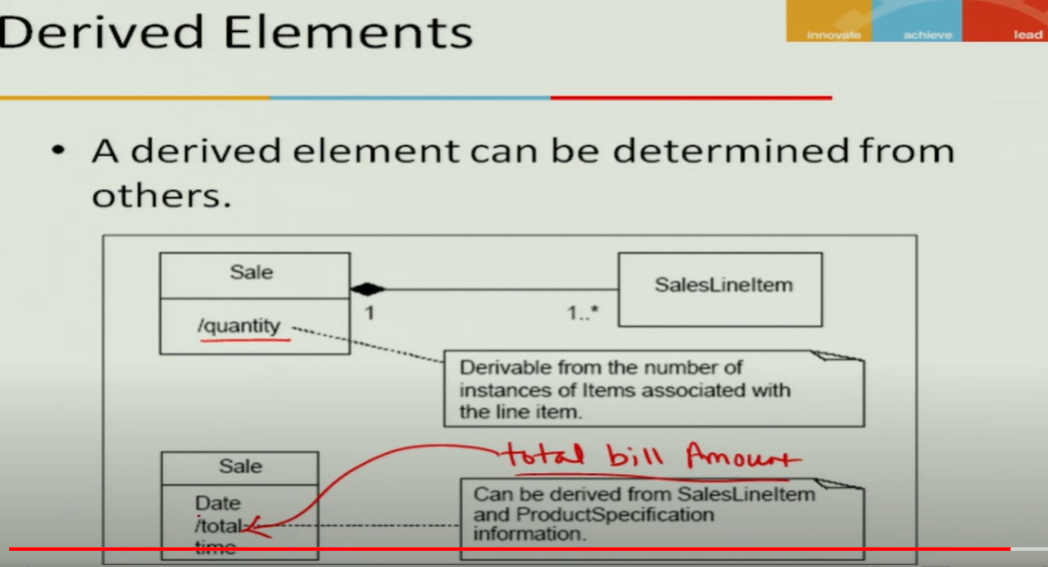 Derived Elements
innovate achieve lead
• A derived element can be determined from
others.
Sale
SalesLineItem
1
1..*
/quantity
Derivable from the number of
instances of Items associated with
the line item.
total bill Amount
Sale
Date
/total
time
Can be derived from SalesLineItem
and ProductSpecification
information.